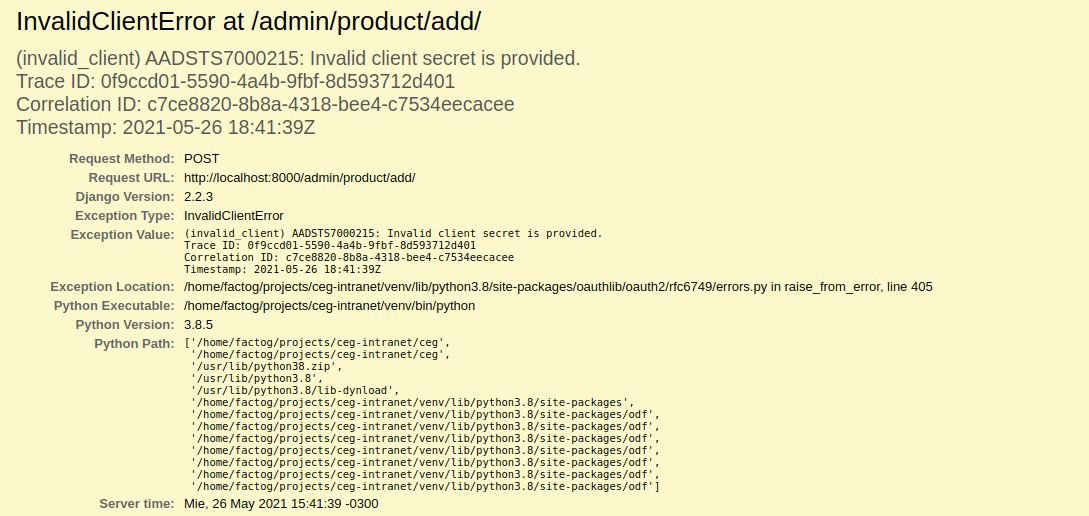 InvalidClientError at /admin/product/add/
(invalid_client) AADSTS7000215: Invalid client secret is provided.
Trace ID: 0f9ccd01-5590-4a4b-9fbf-8d593712d401
Correlation ID: c7ce8820-8b8a-4318-bee4-c7534eecacee
Timestamp: 2021-05-26 18:41:39Z
Request Method: POST
Request URL: http://localhost:8000/admin/product/add/
Django Version: 2.2.3
Exception Type: InvalidClientError
Exception Value: (invalid_client) AADSTS7000215: Invalid client secret is provided.
Trace ID: 0f9ccd01-5590-4a4b-9fbf-8d593712d401
Correlation ID: c7ce8820-8b8a-4318-bee4-c7534eecacee
Timestamp: 2021-05-26 18:41:39Z
Exception Location: /home/factog/projects/ceg-intranet/venv/lib/python3.8/site-packages/oauthlib/oauth2/rfc6749/errors.py in raise_from_error, line 405
Python Executable: /home/factog/projects/ceg-intranet/venv/bin/python
Python Version: 3.8.5
Python Path: ['/home/factog/projects/ceg-intranet/ceg',
'/home/factog/projects/ceg-intranet/ceg',
'/usr/lib/python38.zip',
'/usr/lib/python3.8',
'/usr/lib/python3.8/lib-dynload',
'/home/factog/projects/ceg-intranet/venv/lib/python3.8/site-packages',
'/home/factog/projects/ceg-intranet/venv/lib/python3.8/site-packages/odf',
'/home/factog/projects/ceg-intranet/venv/lib/python3.8/site-packages/odf',
'/home/factog/projects/ceg-intranet/venv/lib/python3.8/site-packages/odf',
'/home/factog/projects/ceg-intranet/venv/lib/python3.8/site-packages/odf',
'/home/factog/projects/ceg-intranet/venv/lib/python3.8/site-packages/odf',
'/home/factog/projects/ceg-intranet/venv/lib/python3.8/site-packages/odf',
'/home/factog/projects/ceg-intranet/venv/lib/python3.8/site-packages/odf']
Server time: Mie, 26 May 2021 15:41:39 -0300